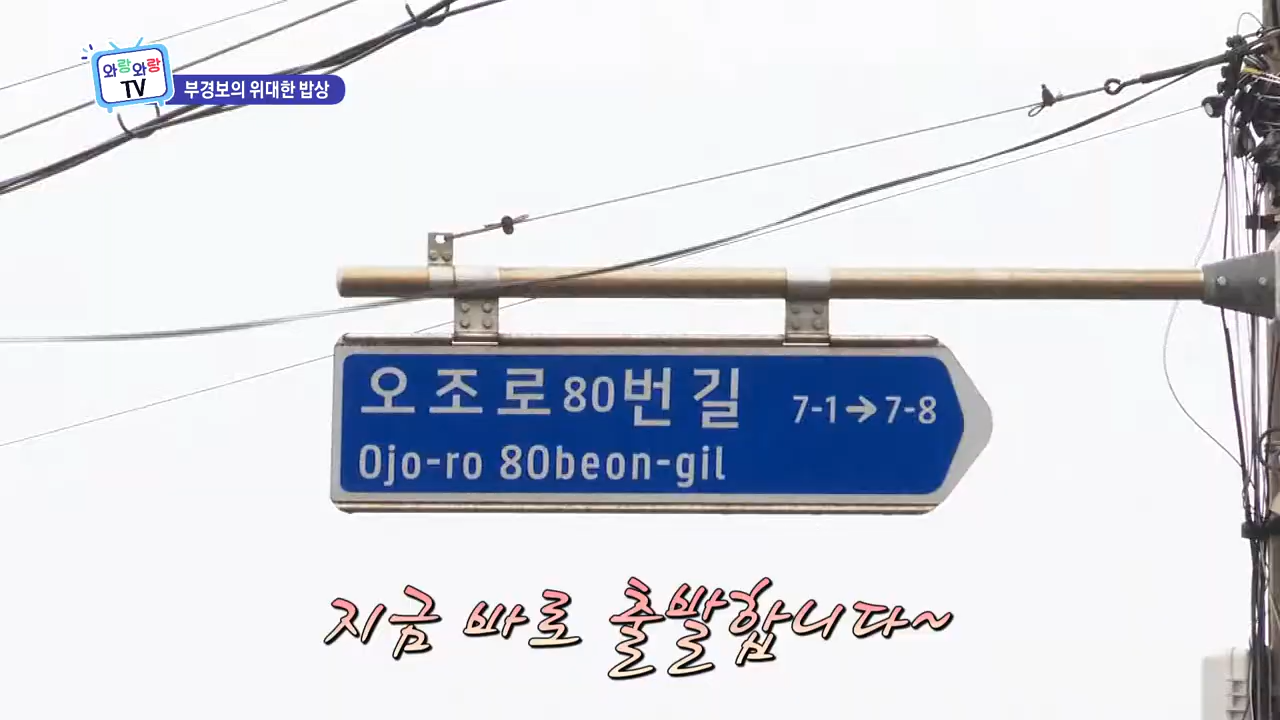 와랑와랑
TV
부경보의 위대한 밥상
오조로80번길 7-1→7-8
Ojo-ro 80beon-gil
지금 바로 출발합니다~